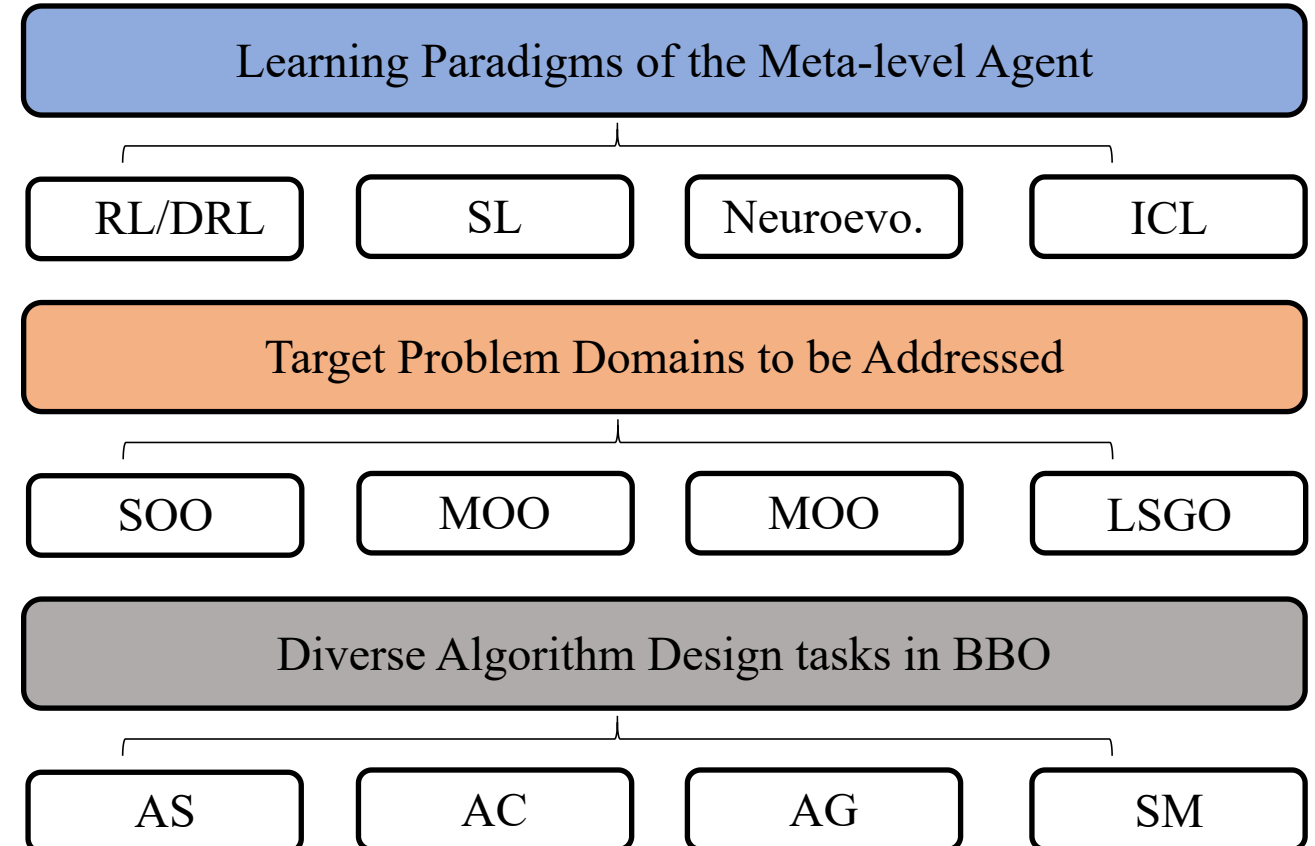 Learning Paradigms of the Meta-level Agent
RL/DRL
SL
Neuroevo.
ICL
Target Problem Domains to be Addressed
SOO
MOO
MOO
LSGO
Diverse Algorithm Design tasks in BBO
AS
AC
AG
SM